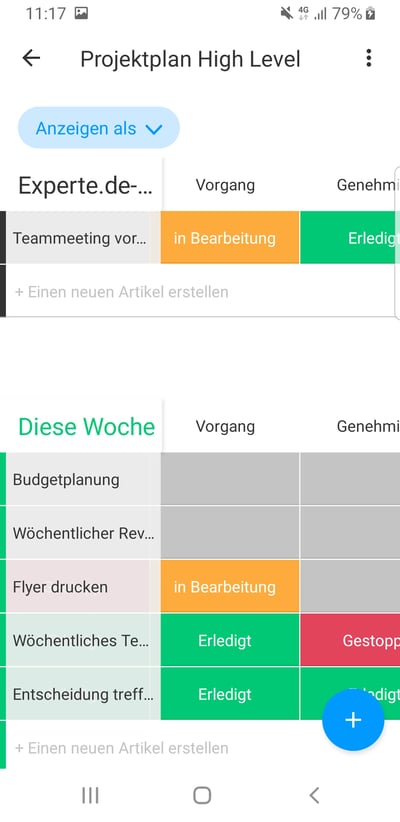 11:17 4G 79%
Projektplan High Level
Anzeigen als
Experte.de-... Vorgang Genehmi
Teammeeting vor... in Bearbeitung Erledigt
+ Einen neuen Artikel erstellen
Diese Woche Vorgang Genehmi
Budgetplanung
Wöchentlicher Rev...
Flyer drucken in Bearbeitung
Wöchentliches Te... Erledigt Gestopp
Entscheidung treff... Erledigt
+
+ Einen neuen Artikel erstellen